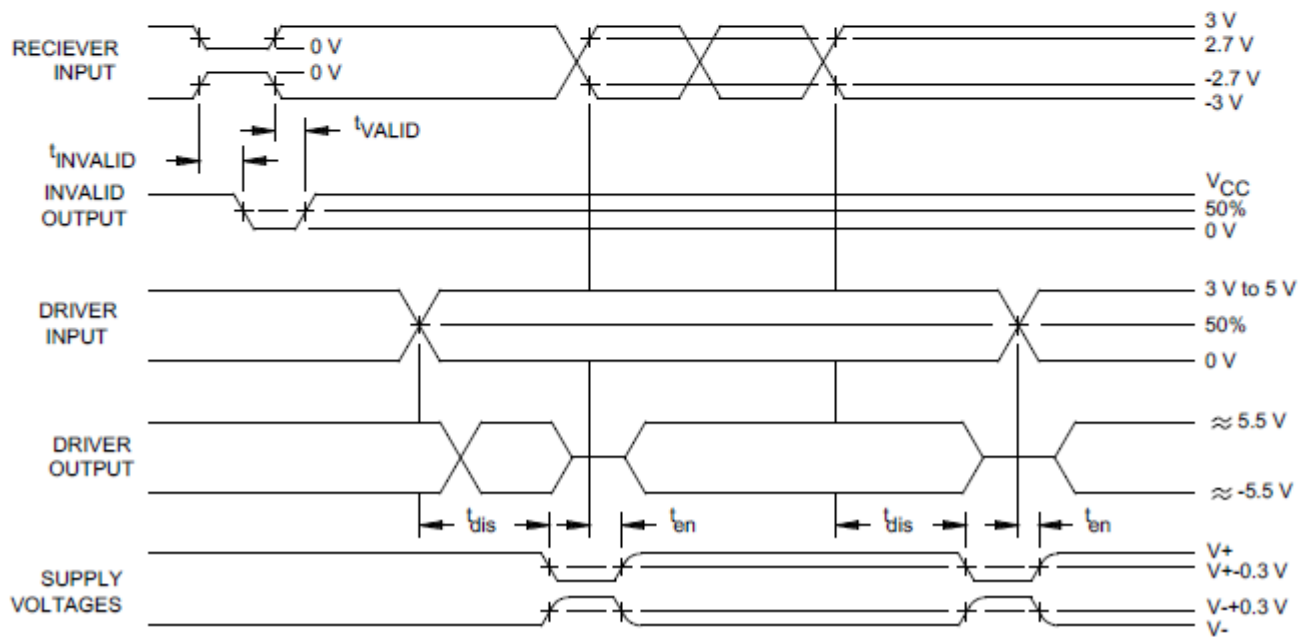 RECIEVER
INPUT
0 V
0 V
3 V
2.7 V
-2.7 V
-3 V
tVALID
tINVALID
INVALID
OUTPUT
VCC
50%
0 V
DRIVER
INPUT
3 V to 5 V
50%
0 V
DRIVER
OUTPUT
≈ 5.5 V
≈ -5.5 V
tdis
ten
tdis
ten
SUPPLY
VOLTAGES
V+
V+-0.3 V
V-+0.3 V
V-